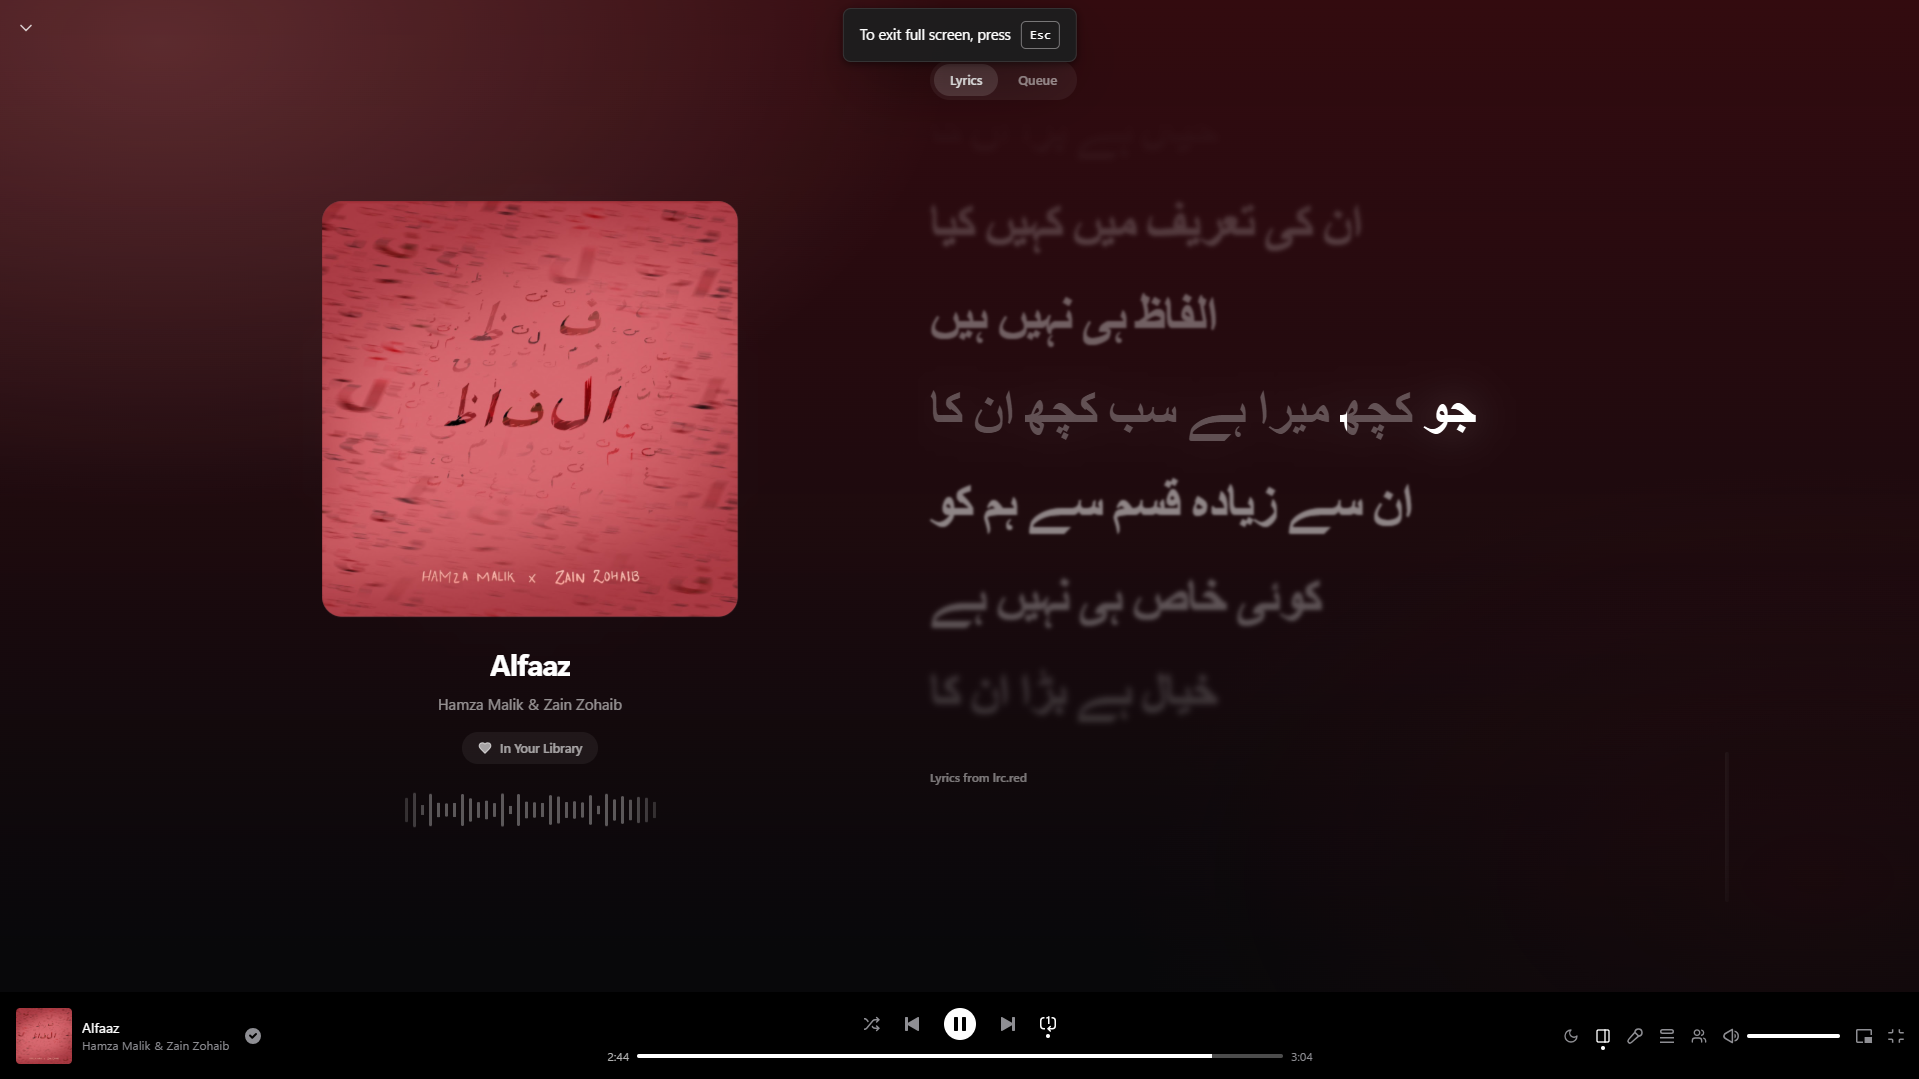 To exit full screen, press Esc
Lyrics Queue
ان کی تعریف میں کہیں کیا
الفاظ ہی نہیں ہیں
جو کچھ میرا ہے سب کچھ ان کا
ان سے زیادہ قسم سے ہم کو
کوئی خاص ہی نہیں ہے
خیال ہے بڑا ان کا
Lyrics from lrc.red
الفاظ
HAMZA MALIK x ZAIN ZOHAIB
Alfaaz
Hamza Malik & Zain Zohaib
In Your Library
Alfaaz
Hamza Malik & Zain Zohaib
2:44
3:04